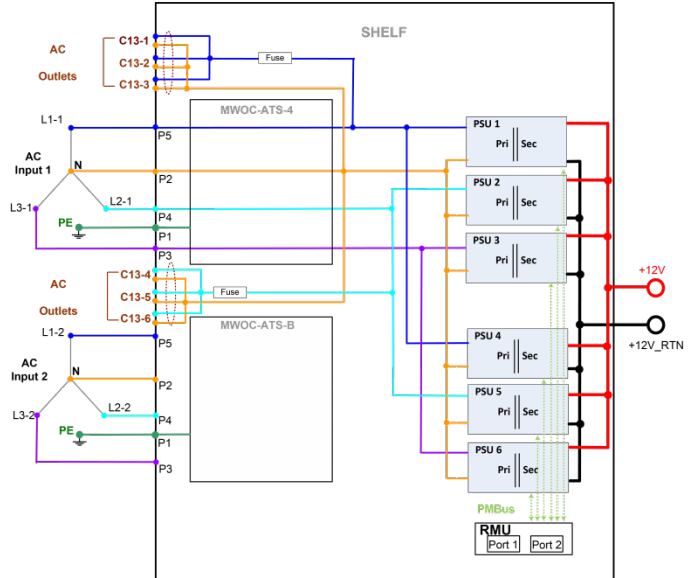 SHELF
C13-1
AC
C13-2
Outlets
C13-3
Fuse
MWOC-ATS-4
L1-1
P5
AC
Input 1
N
P2
L3-1
L2-1
P4
PE
P1
P3
PSU 1
Pri
Sec
PSU 2
Pri
Sec
PSU 3
Pri
Sec
C13-4
AC
C13-5
Outlets
C13-6
Fuse
+12V
+12V_RTN
MWOC-ATS-B
L1-2
P5
AC
Input 2
N
P2
L3-2
L2-2
P4
PE
P1
P3
PSU 4
Pri
Sec
PSU 5
Pri
Sec
PSU 6
Pri
Sec
PMBus
RMU
Port 1
Port 2